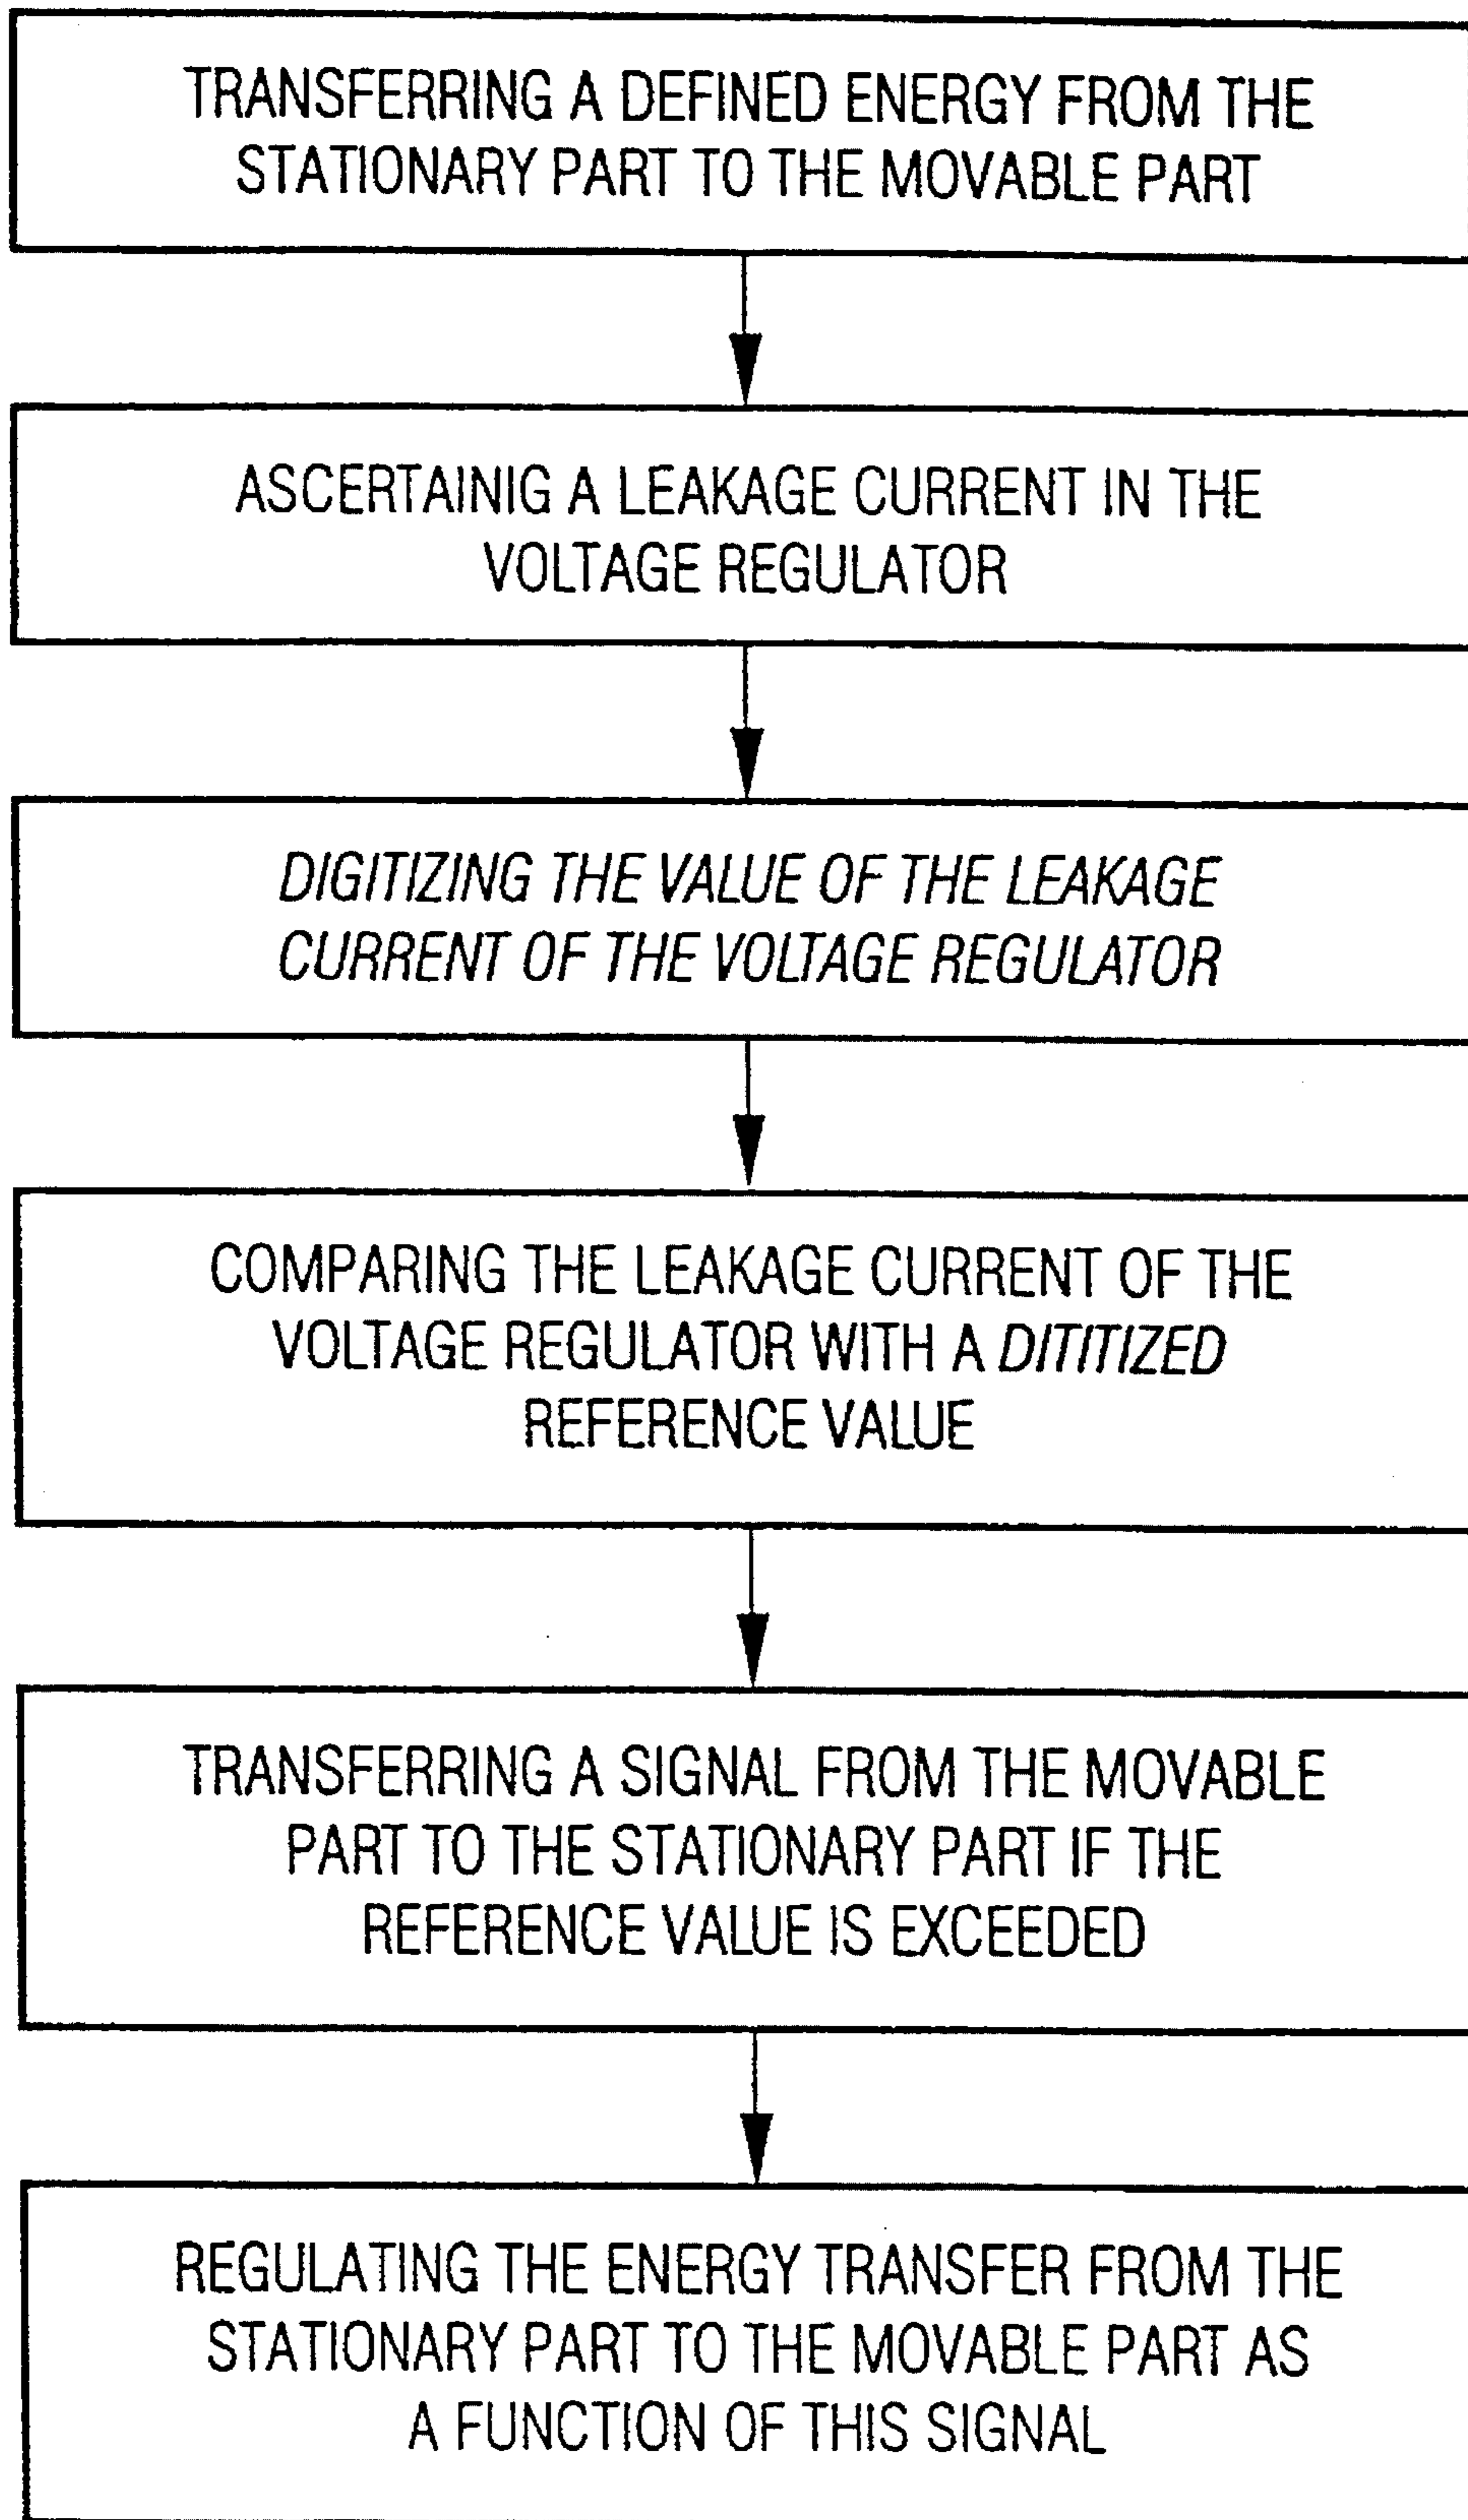 TRANSFERRING A DEFINED ENERGY FROM THE
STATIONARY PART TO THE MOVABLE PART
ASCERTAINIG A LEAKAGE CURRENT IN THE
VOLTAGE REGULATOR
DIGITIZING THE VALUE OF THE LEAKAGE
CURRENT OF THE VOLTAGE REGULATOR
COMPARING THE LEAKAGE CURRENT OF THE
VOLTAGE REGULATOR WITH A DITITIZED
REFERENCE VALUE
TRANSFERRING A SIGNAL FROM THE MOVABLE
PART TO THE STATIONARY PART IF THE
REFERENCE VALUE IS EXCEEDED
REGULATING THE ENERGY TRANSFER FROM THE
STATIONARY PART TO THE MOVABLE PART AS
A FUNCTION OF THIS SIGNAL